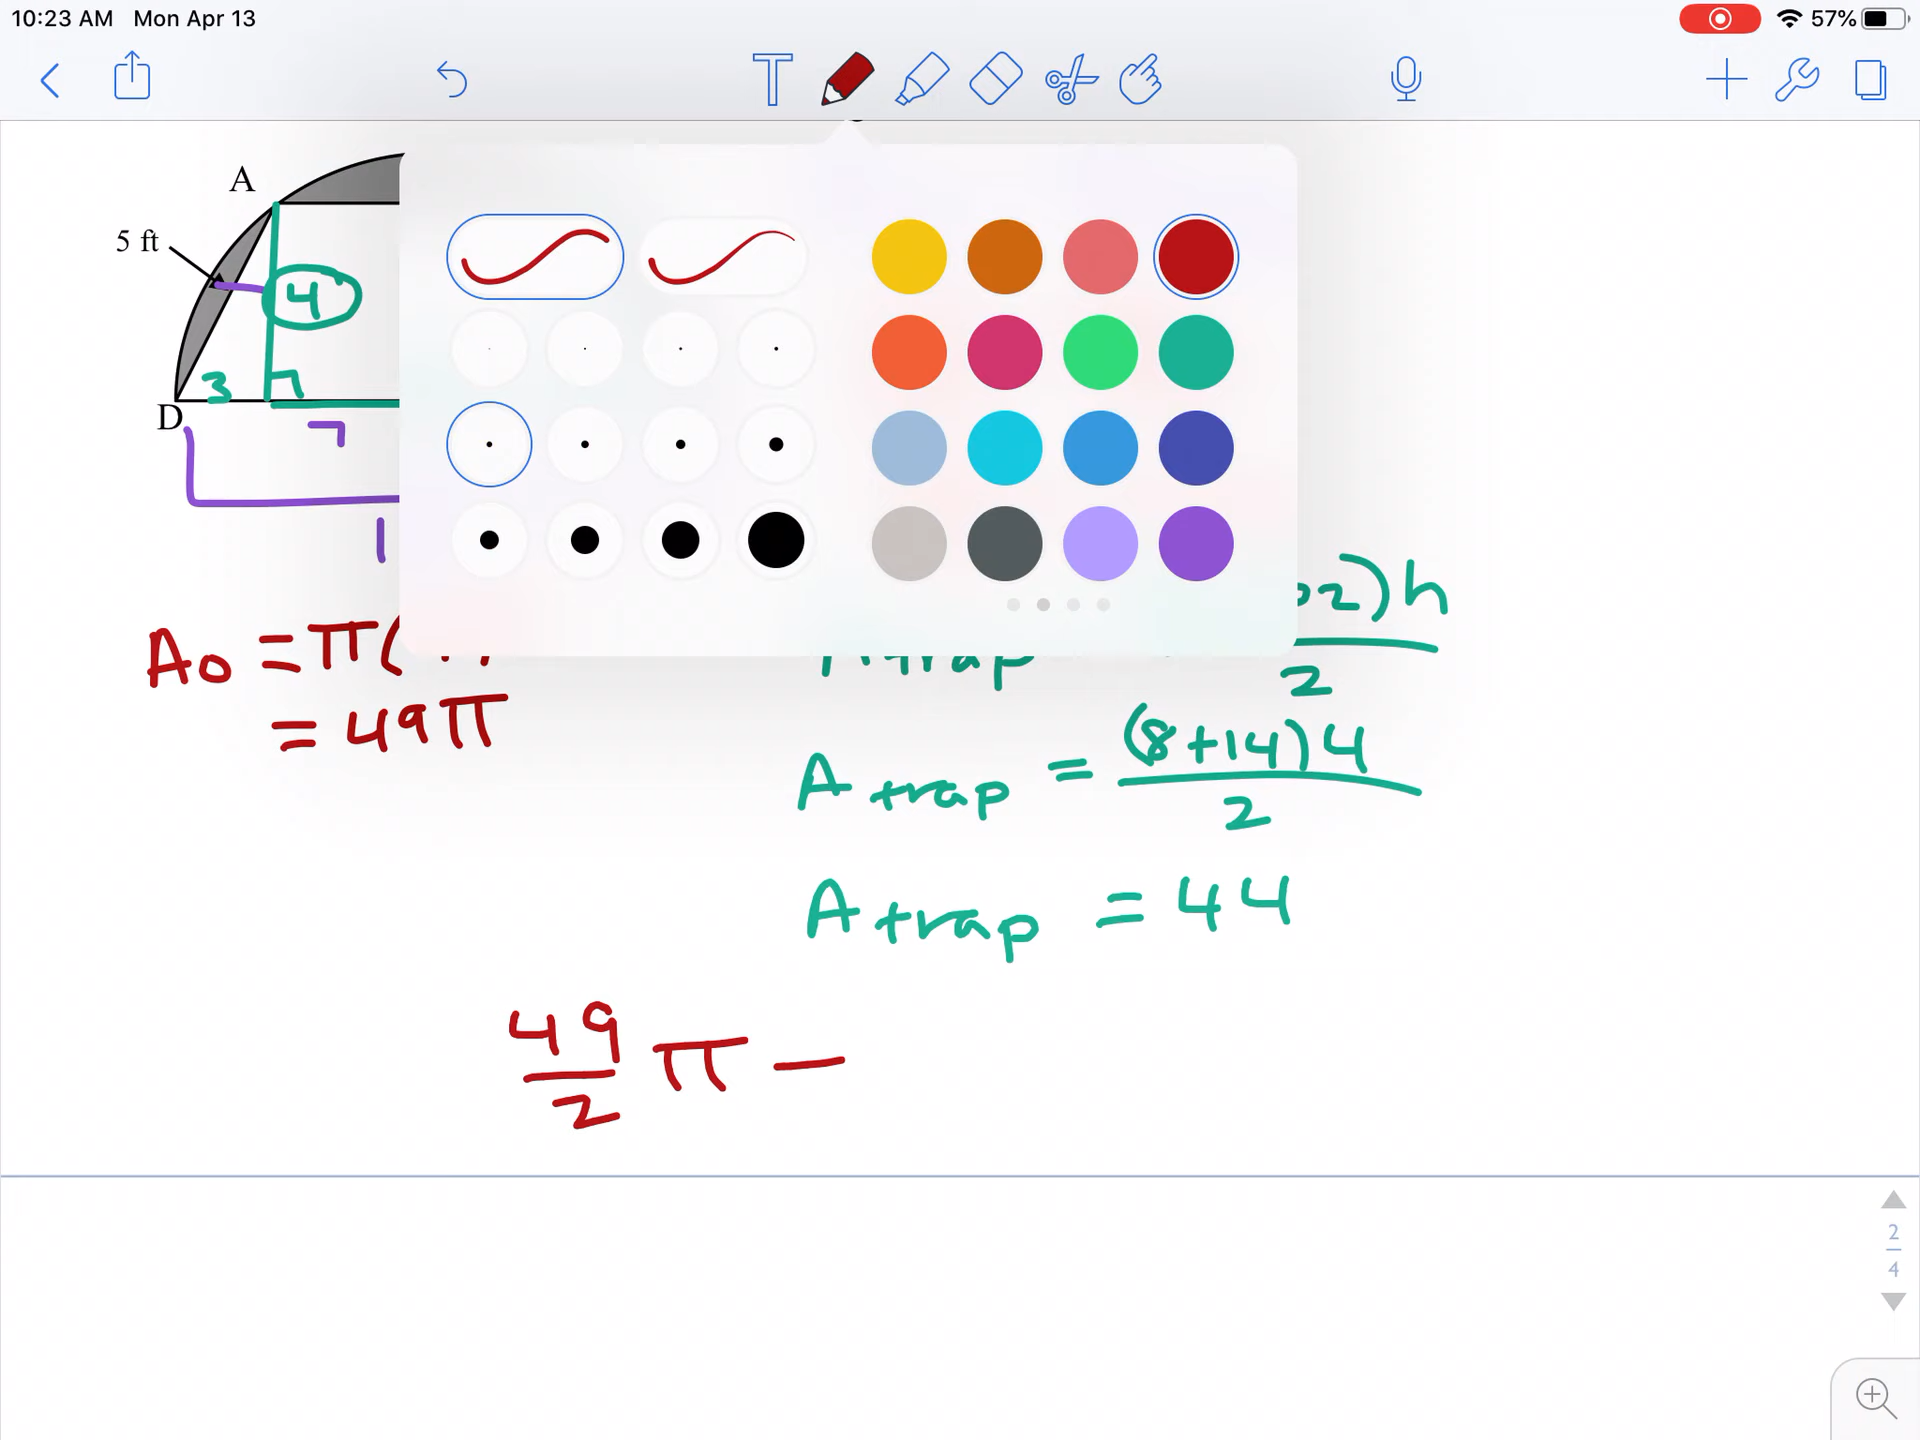 10:23 AM Mon Apr 13
57%
T
A
5 ft
4
3
D
7
A○ = π(
= 49π
2) h
2
A trap = (8+14)4
2
A trap = 44
49
2
π −
2
4